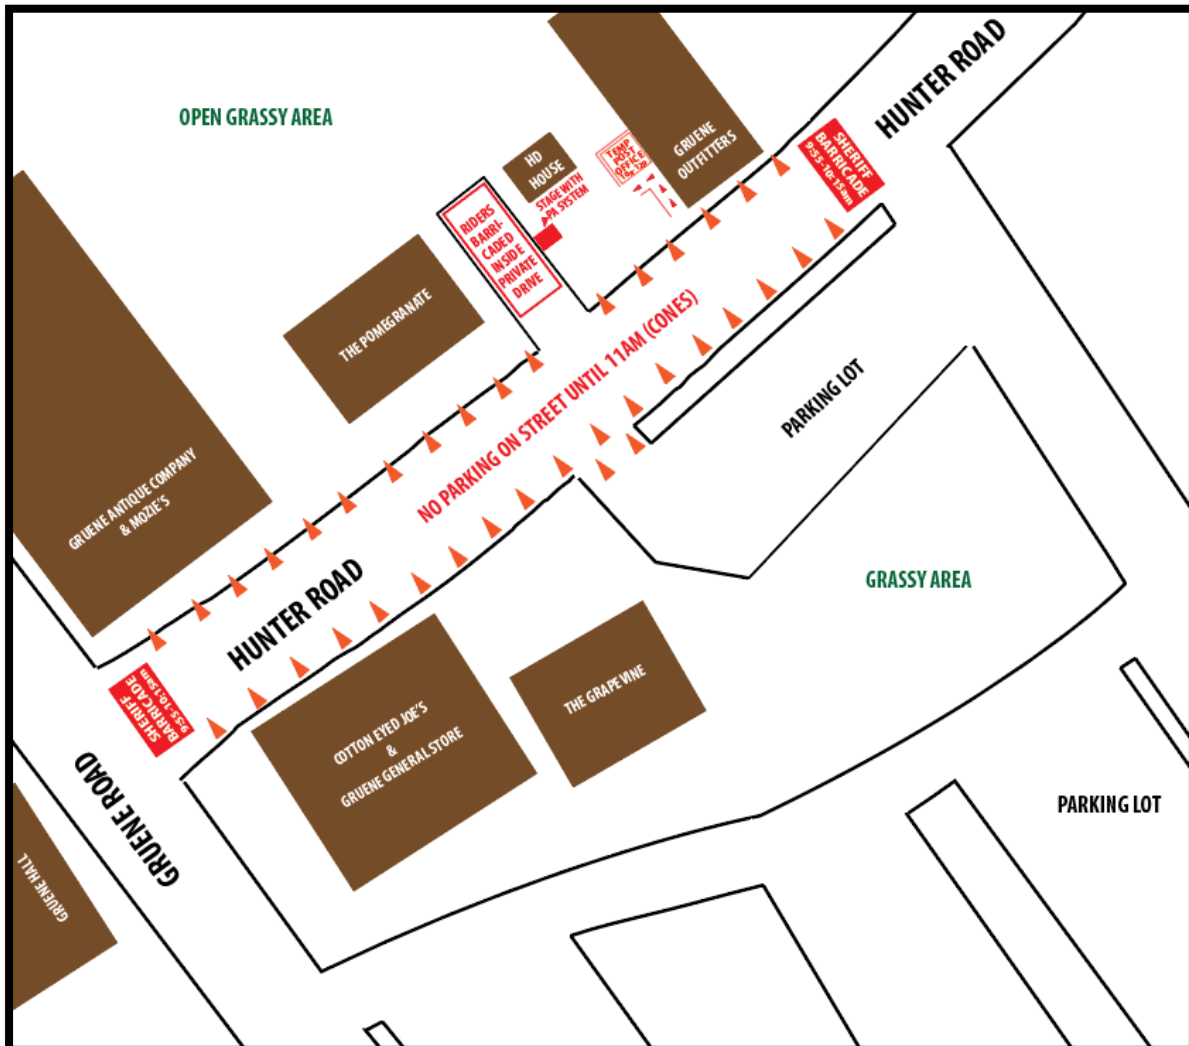 HUNTER ROAD
OPEN GRASSY AREA
SHERIFF
BARRICADE
9:55-10:15am
GRUENE
OUTFITTERS
TEMP
POST
OFFICE
HD
HOUSE
STAGE WITH
PA SYSTEM
RIDERS
BARRI-
CADED
INSIDE
PRIVATE
DRIVE
THE POMEGRANATE
NO PARKING ON STREET UNTIL 11AM (CONES)
PARKING LOT
GRUENE ANTIQUE COMPANY
& MOZIE'S
GRASSY AREA
HUNTER ROAD
SHERIFF
BARRICADE
9:55-10:15am
THE GRAPEVINE
COTTON EYED JOE'S
&
GRUENE GENERAL STORE
GRUENE ROAD
PARKING LOT
GRUENE HALL